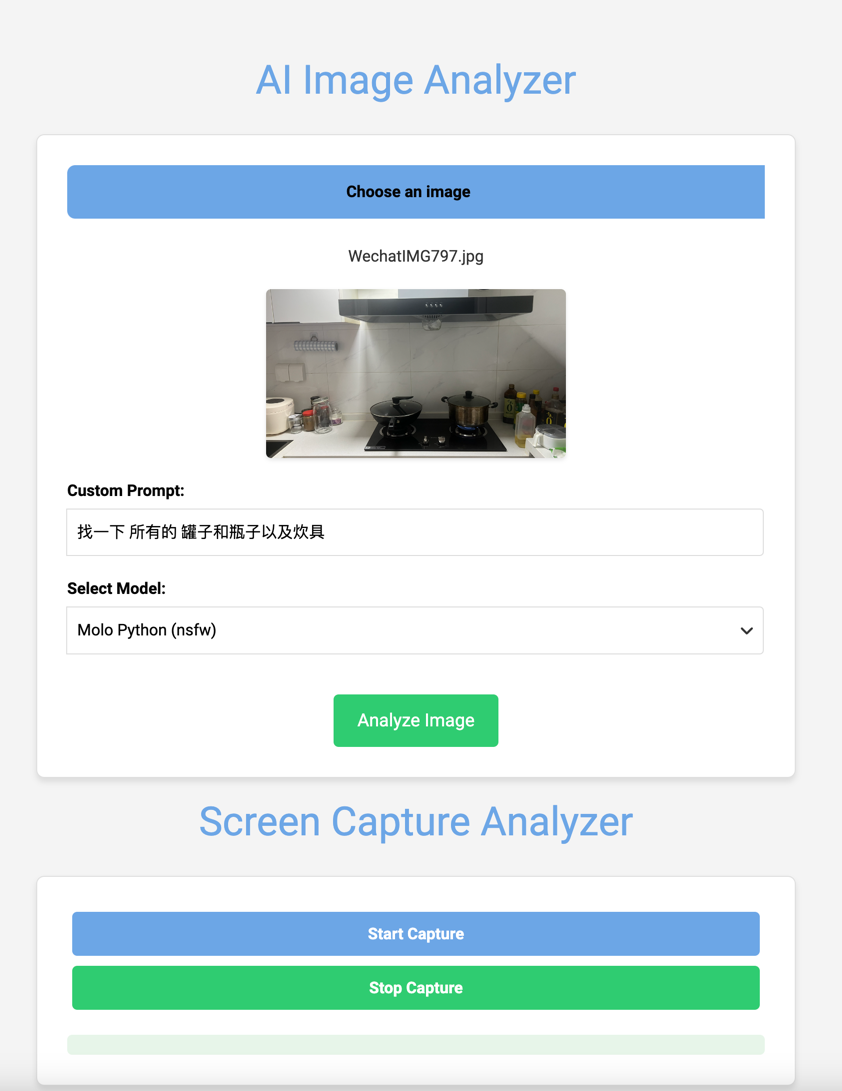 AI Image Analyzer
Choose an image
WechatIMG797.jpg
Custom Prompt:
找一下 所有的 罐子和瓶子以及炊具
Select Model:
Molo Python (nsfw)
Analyze Image
Screen Capture Analyzer
Start Capture
Stop Capture